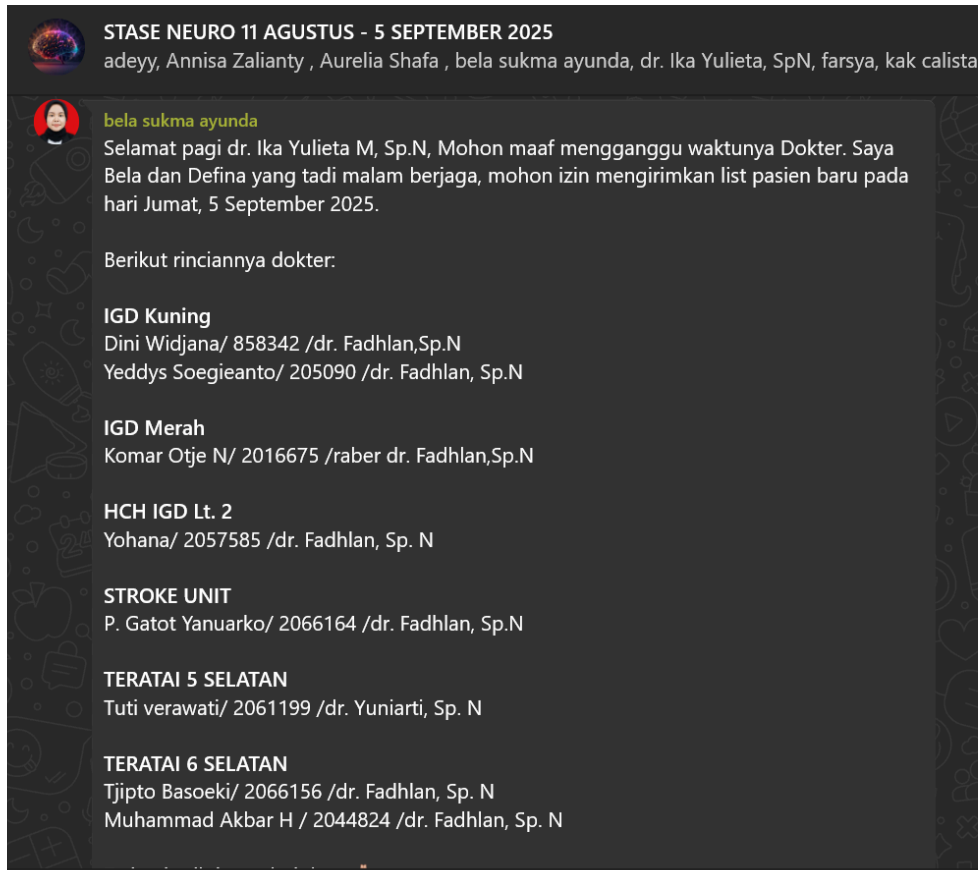 STASE NEURO 11 AGUSTUS - 5 SEPTEMBER 2025
adeyy, Annisa Zalianty , Aurelia Shafa , bela sukma ayunda, dr. Ika Yulieta, SpN, farsya, kak calista
bela sukma ayunda
Selamat pagi dr. Ika Yulieta M, Sp.N, Mohon maaf mengganggu waktunya Dokter. Saya
Bela dan Defina yang tadi malam berjaga, mohon izin mengirimkan list pasien baru pada
hari Jumat, 5 September 2025.
Berikut rinciannya dokter:
IGD Kuning
Dini Widjana/ 858342 /dr. Fadhlan,Sp.N
Yeddys Soegieanto/ 205090 /dr. Fadhlan, Sp.N
IGD Merah
Komar Otje N/ 2016675 /raber dr. Fadhlan,Sp.N
HCH IGD Lt. 2
Yohana/ 2057585 /dr. Fadhlan, Sp. N
STROKE UNIT
P. Gatot Yanuarko/ 2066164 /dr. Fadhlan, Sp.N
TERATAI 5 SELATAN
Tuti verawati/ 2061199 /dr. Yuniarti, Sp. N
TERATAI 6 SELATAN
Tjipto Basoeki/ 2066156 /dr. Fadhlan, Sp. N
Muhammad Akbar H / 2044824 /dr. Fadhlan, Sp. N